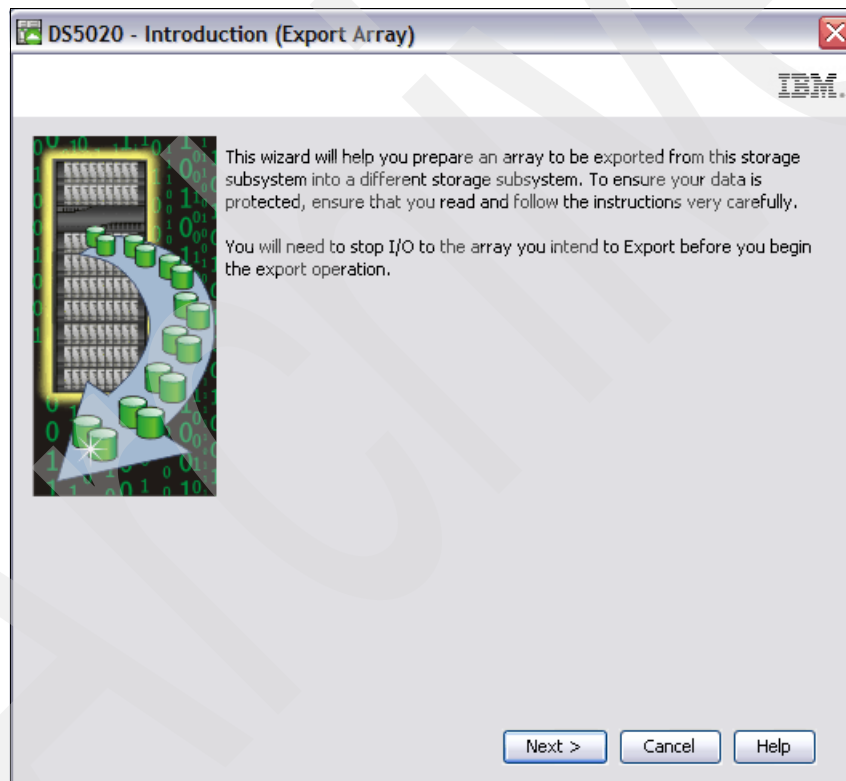 DS5020 - Introduction (Export Array)
IBM.
This wizard will help you prepare an array to be exported from this storage
subsystem into a different storage subsystem. To ensure your data is
protected, ensure that you read and follow the instructions very carefully.
You will need to stop I/O to the array you intend to Export before you begin
the export operation.
Next >
Cancel
Help